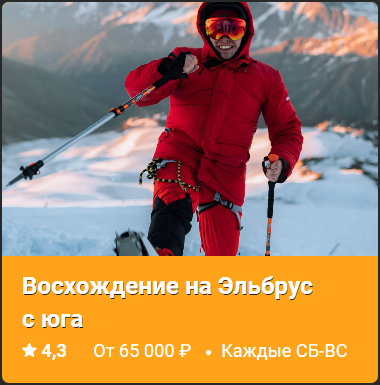 Восхождение на Эльбрус
с юга
★ 4,3 От 65 000 ₽ • Каждые СБ-ВС